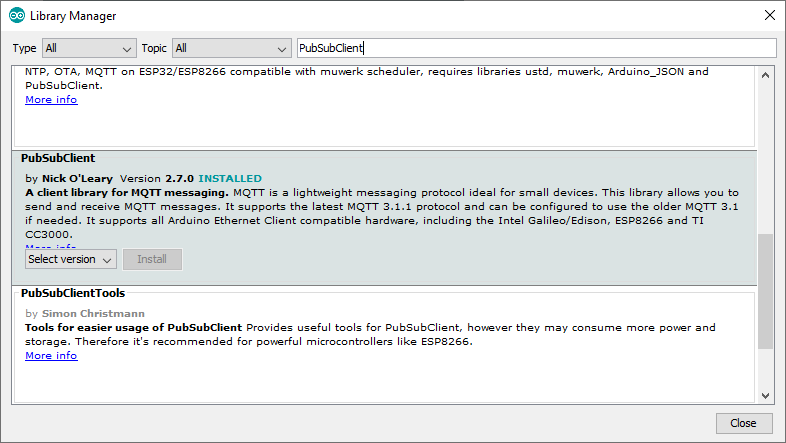 Library Manager
Type All Topic All PubSubClient
NTP, OTA, MQTT on ESP32/ESP8266 compatible with muwerk scheduler, requires libraries ustd, muwerk, Arduino_JSON and
PubSubClient.
More info
PubSubClient
by Nick O'Leary Version 2.7.0 INSTALLED
A client library for MQTT messaging. MQTT is a lightweight messaging protocol ideal for small devices. This library allows you to
send and receive MQTT messages. It supports the latest MQTT 3.1.1 protocol and can be configured to use the older MQTT 3.1
if needed. It supports all Arduino Ethernet Client compatible hardware, including the Intel Galileo/Edison, ESP8266 and TI
CC3000.
More info
Select version Install
PubSubClientTools
by Simon Christmann
Tools for easier usage of PubSubClient Provides useful tools for PubSubClient, however they may consume more power and
storage. Therefore it's recommended for powerful microcontrollers like ESP8266.
More info
Close